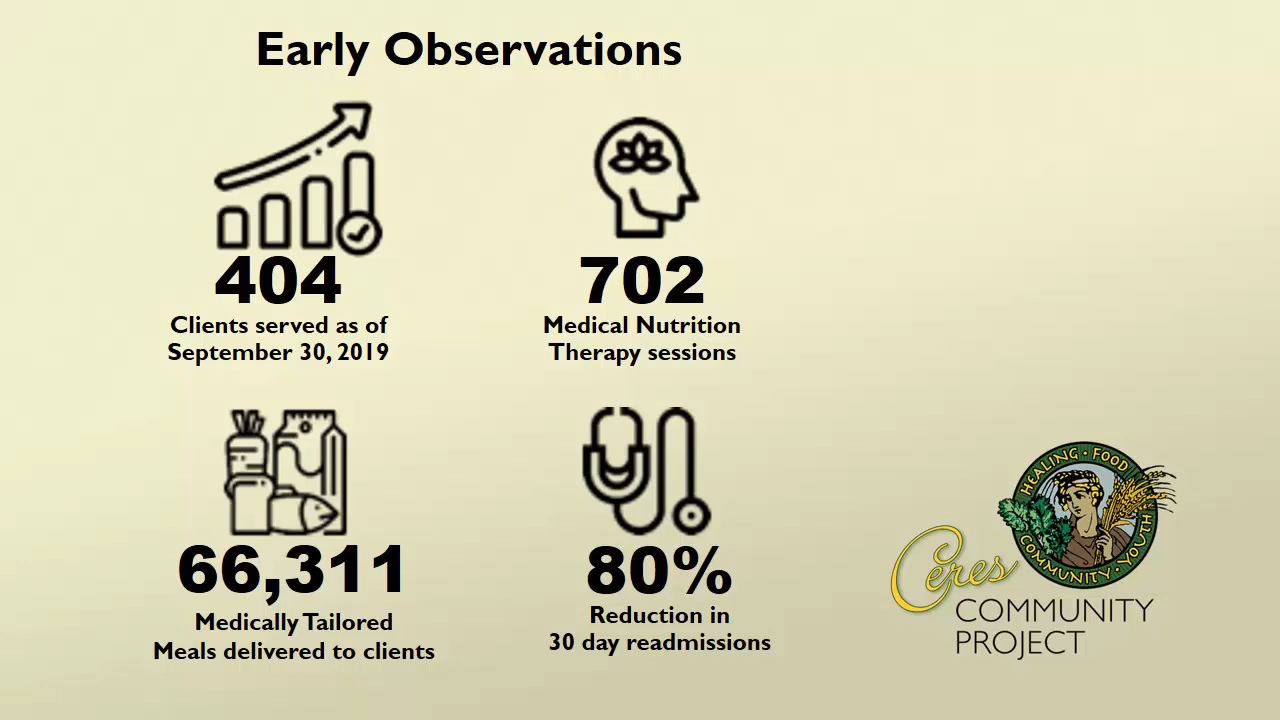 Early Observations
404
Clients served as of
September 30, 2019
702
Medical Nutrition
Therapy sessions
66,311
Medically Tailored
Meals delivered to clients
80%
Reduction in
30 day readmissions
HEALING · FOOD
COMMUNITY · YOUTH
Ceres
COMMUNITY
PROJECT